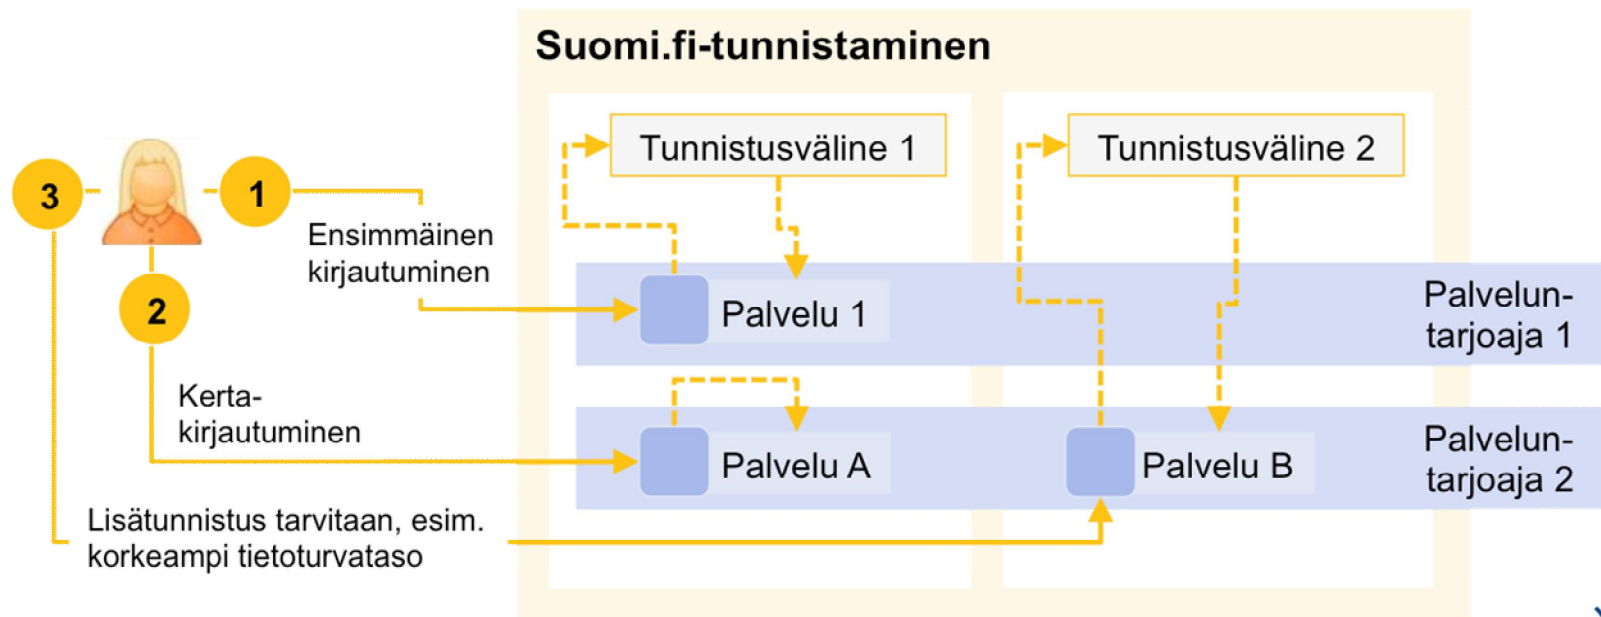 Suomi.fi-tunnistaminen
Tunnistusväline 1
Tunnistusväline 2
3
1
Ensimmäinen
kirjautuminen
2
Palvelu 1
Palvelun-
tarjoaja 1
Kerta-
kirjautuminen
Palvelu A
Palvelu B
Palvelun-
tarjoaja 2
Lisätunnistus tarvitaan, esim.
korkeampi tietoturvataso